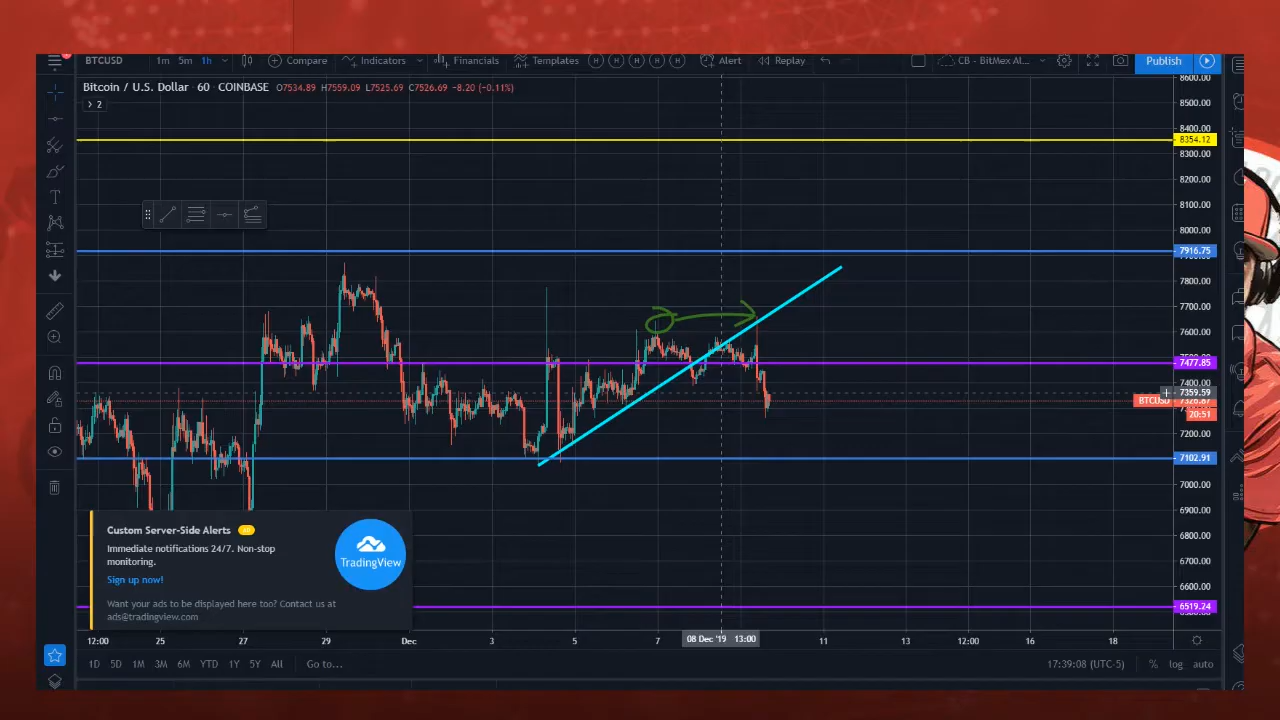 BTCUSD 1m 5m 1h Compare Indicators Financials Templates Alert Replay CB - BitMex Al... Publish
Bitcoin / U.S. Dollar · 60 · COINBASE O7534.89 H7559.09 L7525.69 C7526.69 −8.20 (−0.11%)
2
8600.00
8500.00
8400.00
8354.12
8300.00
8200.00
8100.00
8000.00
7916.75
7800.00
7700.00
7600.00
7477.85
7400.00
7359.59
BTCUSD
20:51
7200.00
7102.91
7000.00
6900.00
6800.00
6700.00
6600.00
6519.24
Custom Server-Side Alerts AD
Immediate notifications 24/7. Non-stop
monitoring.
Sign up now!
Want your ads to be displayed here too? Contact us at
ads@tradingview.com
TradingView
12:00 25 27 29 Dec 3 5 7 08 Dec '19 13:00 11 13 12:00 16 18
1D 5D 1M 3M 6M YTD 1Y 5Y All Go to... 17:39:08 (UTC-5) % log auto